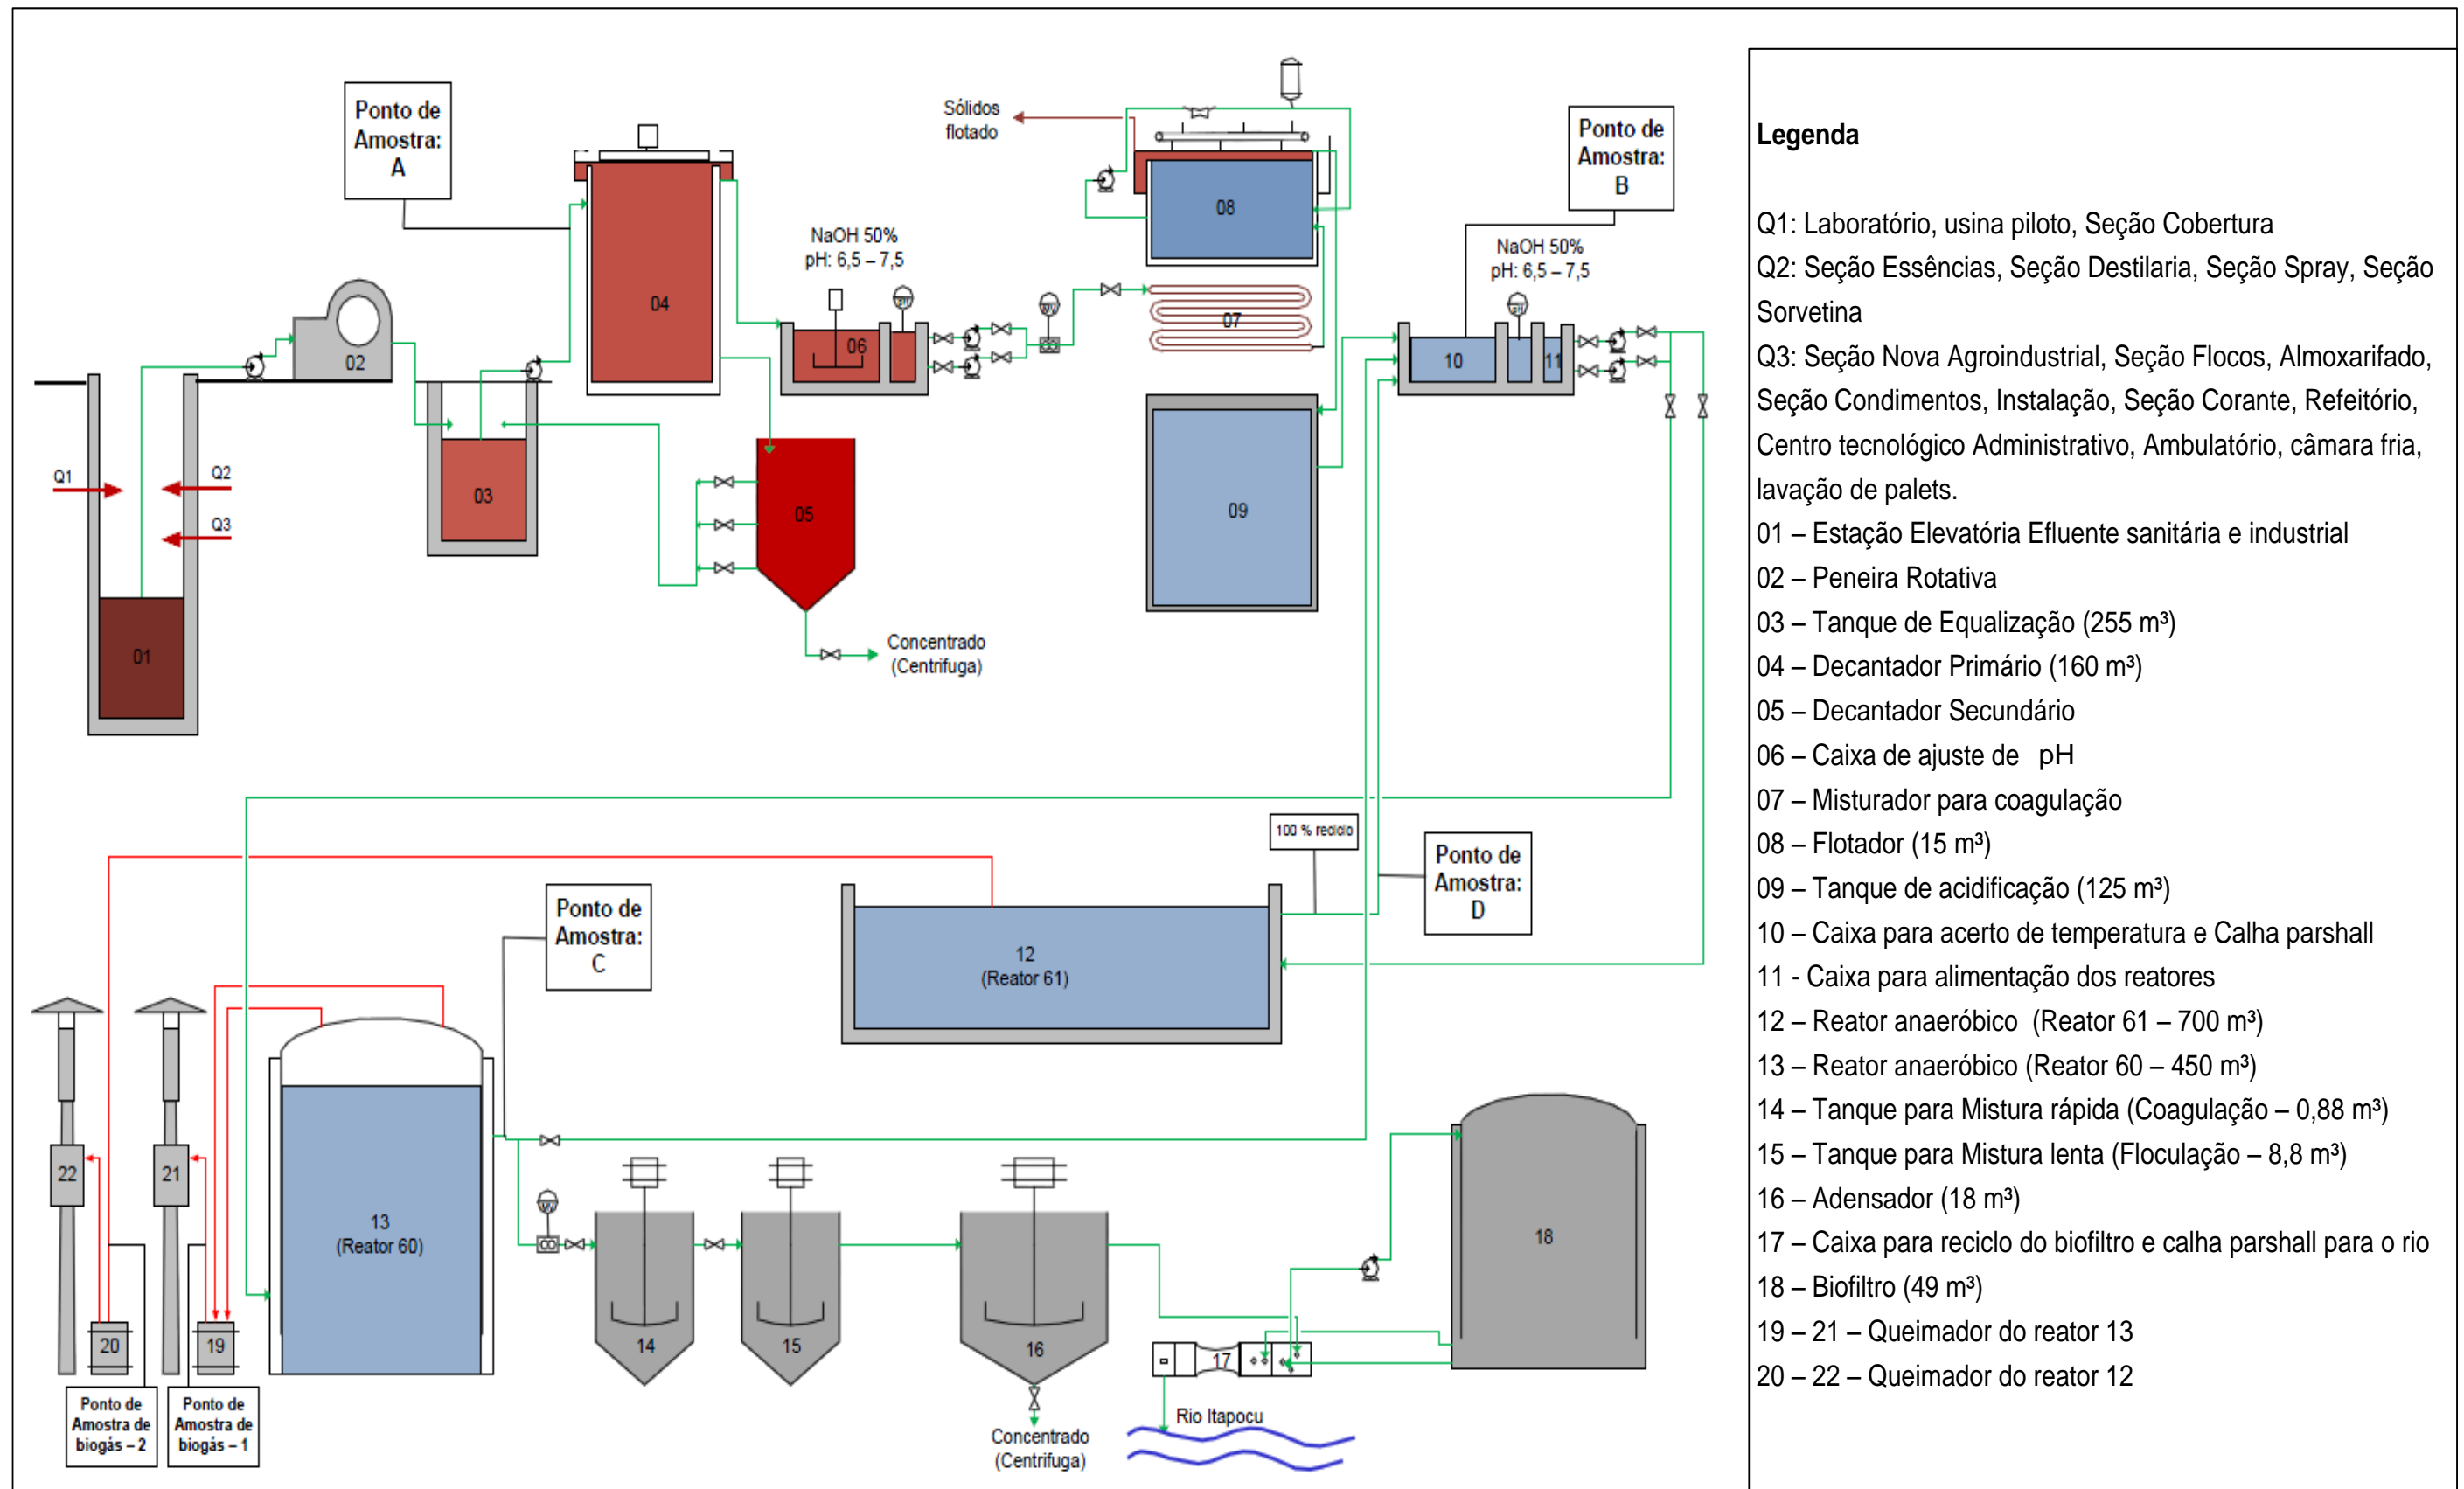 Ponto de
Amostra:
A
Sólidos
flotado
Ponto de
Amostra:
B
NaOH 50%
pH: 6,5 – 7,5
NaOH 50%
pH: 6,5 – 7,5
pH
pH
02
04
06
08
07
10
11
Q1
Q2
Q3
03
05
09
01
Concentrado
(Centrifuga)
100 % reciclo
Ponto de
Amostra:
D
Ponto de
Amostra:
C
12
(Reator 61)
22
21
13
(Reator 60)
18
20
19
14
15
16
17
Ponto de
Amostra de
biogás – 2
Ponto de
Amostra de
biogás – 1
Concentrado
(Centrifuga)
Rio Itapocu
Legenda
Q1: Laboratório, usina piloto, Seção Cobertura
Q2: Seção Essências, Seção Destilaria, Seção Spray, Seção
Sorvetina
Q3: Seção Nova Agroindustrial, Seção Flocos, Almoxarifado,
Seção Condimentos, Instalação, Seção Corante, Refeitório,
Centro tecnológico Administrativo, Ambulatório, câmara fria,
lavação de palets.
01 – Estação Elevatória Efluente sanitária e industrial
02 – Peneira Rotativa
03 – Tanque de Equalização (255 m³)
04 – Decantador Primário (160 m³)
05 – Decantador Secundário
06 – Caixa de ajuste de pH
07 – Misturador para coagulação
08 – Flotador (15 m³)
09 – Tanque de acidificação (125 m³)
10 – Caixa para acerto de temperatura e Calha parshall
11 - Caixa para alimentação dos reatores
12 – Reator anaeróbico (Reator 61 – 700 m³)
13 – Reator anaeróbico (Reator 60 – 450 m³)
14 – Tanque para Mistura rápida (Coagulação – 0,88 m³)
15 – Tanque para Mistura lenta (Floculação – 8,8 m³)
16 – Adensador (18 m³)
17 – Caixa para reciclo do biofiltro e calha parshall para o rio
18 – Biofiltro (49 m³)
19 – 21 – Queimador do reator 13
20 – 22 – Queimador do reator 12